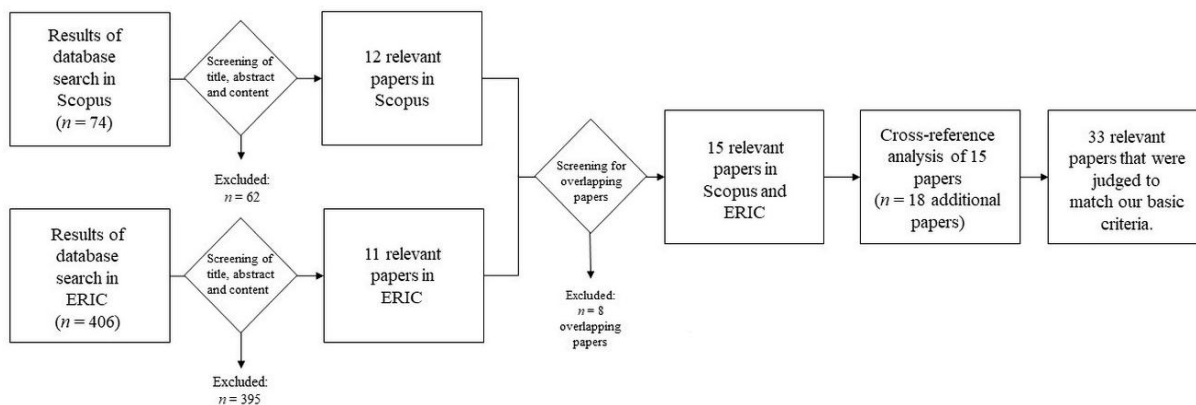 Results of
database
search in
Scopus
(n = 74)
Screening of
title, abstract
and content
12 relevant
papers in
Scopus
Excluded:
n = 62
Results of
database
search in
ERIC
(n = 406)
Screening of
title, abstract
and content
11 relevant
papers in
ERIC
Excluded:
n = 395
Screening for
overlapping
papers
Excluded:
n = 8
overlapping
papers
15 relevant
papers in
Scopus and
ERIC
Cross-reference
analysis of 15
papers
(n = 18 additional
papers)
33 relevant
papers that were
judged to
match our basic
criteria.